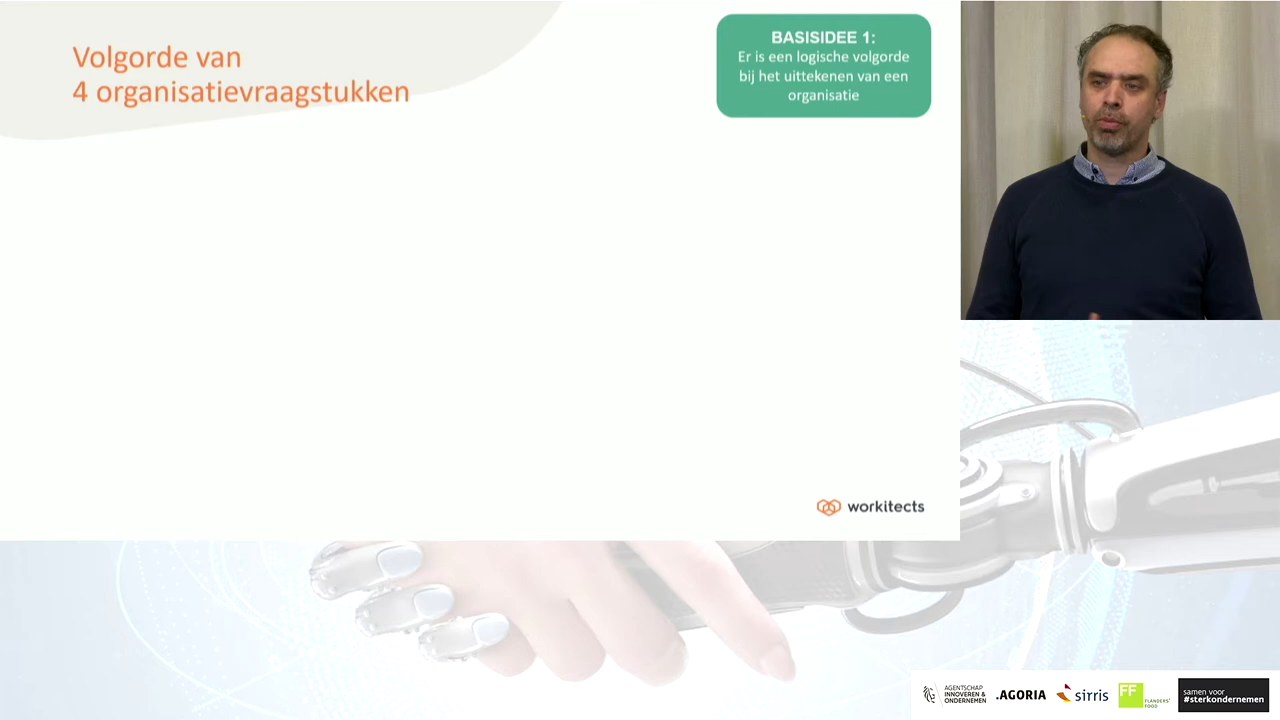 Volgorde van
4 organisatievraagstukken
BASISIDEE 1:
Er is een logische volgorde
bij het uittekenen van een
organisatie
workitects
AGENTSCHAP
INNOVEREN &
ONDERNEMEN
.AGORIA
sirris
FF
FLANDERS'
FOOD
samen voor
#sterkondernemen